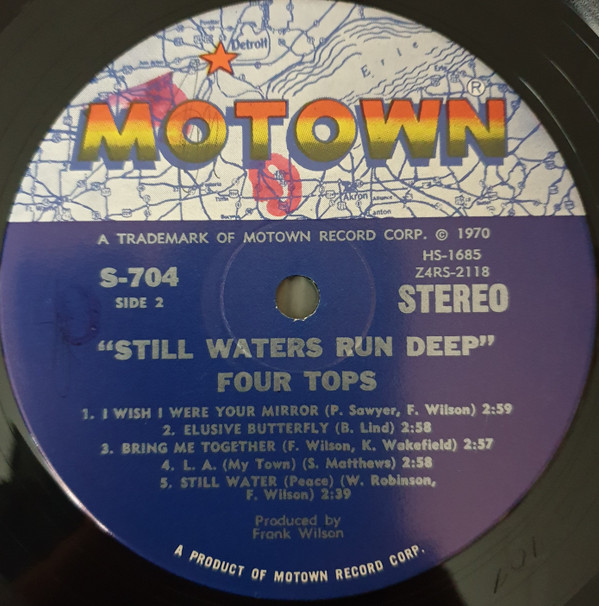 Detroit
Erie
MOTOWN®
Akron
Canton
A TRADEMARK OF MOTOWN RECORD CORP. © 1970
HS-1685
S-704
Z4RS-2118
SIDE 2
STEREO
"STILL WATERS RUN DEEP"
FOUR TOPS
1. I WISH I WERE YOUR MIRROR (P. Sawyer, F. Wilson) 2:59
2. ELUSIVE BUTTERFLY (B. Lind) 2:58
3. BRING ME TOGETHER (F. Wilson, K. Wakefield) 2:57
4. L. A. (My Town) (S. Matthews) 2:58
5. STILL WATER (Peace) (W. Robinson,
F. Wilson) 2:39
Produced by
Frank Wilson
A PRODUCT OF MOTOWN RECORD CORP.